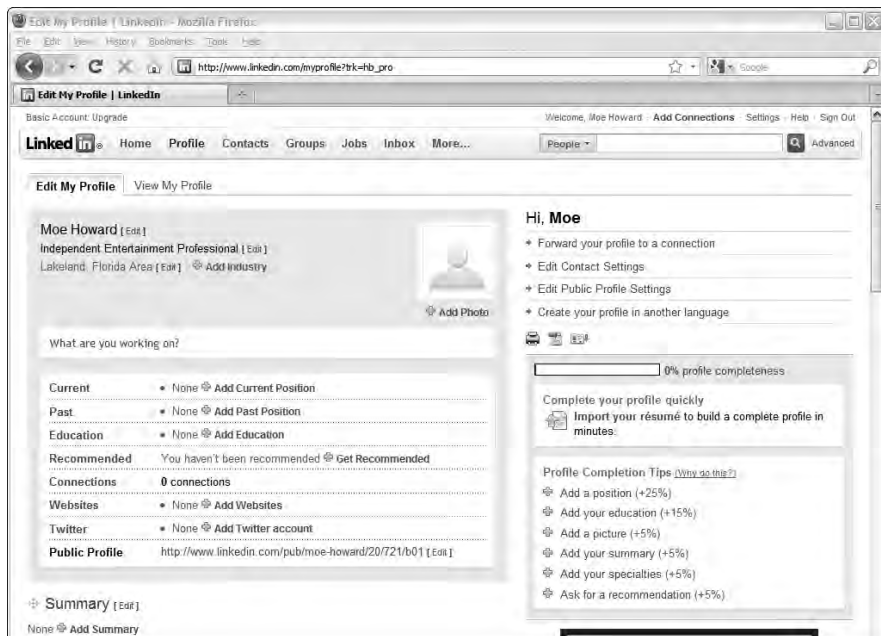 Edit My Profile | LinkedIn - Mozilla Firefox
File Edit View History Bookmarks Tools Help
http://www.linkedin.com/myprofile?trk=hb_pro
Google
Edit My Profile | LinkedIn
Basic Account: Upgrade
Welcome, Moe Howard · Add Connections · Settings · Help · Sign Out
Linked in® Home Profile Contacts Groups Jobs Inbox More...
People
Advanced
Edit My Profile View My Profile
Moe Howard [Edit]
Independent Entertainment Professional [Edit]
Lakeland, Florida Area [Edit] Add Industry
Add Photo
What are you working on?
Current • None Add Current Position
Past • None Add Past Position
Education • None Add Education
Recommended You haven't been recommended Get Recommended
Connections 0 connections
Websites • None Add Websites
Twitter • None Add Twitter account
Public Profile http://www.linkedin.com/pub/moe-howard/20/721/b01 [Edit]
Summary [Edit]
None Add Summary
Hi, Moe
Forward your profile to a connection
Edit Contact Settings
Edit Public Profile Settings
Create your profile in another language
0% profile completeness
Complete your profile quickly
Import your résumé to build a complete profile in
minutes.
Profile Completion Tips (Why do this?)
Add a position (+25%)
Add your education (+15%)
Add a picture (+5%)
Add your summary (+5%)
Add your specialties (+5%)
Ask for a recommendation (+5%)